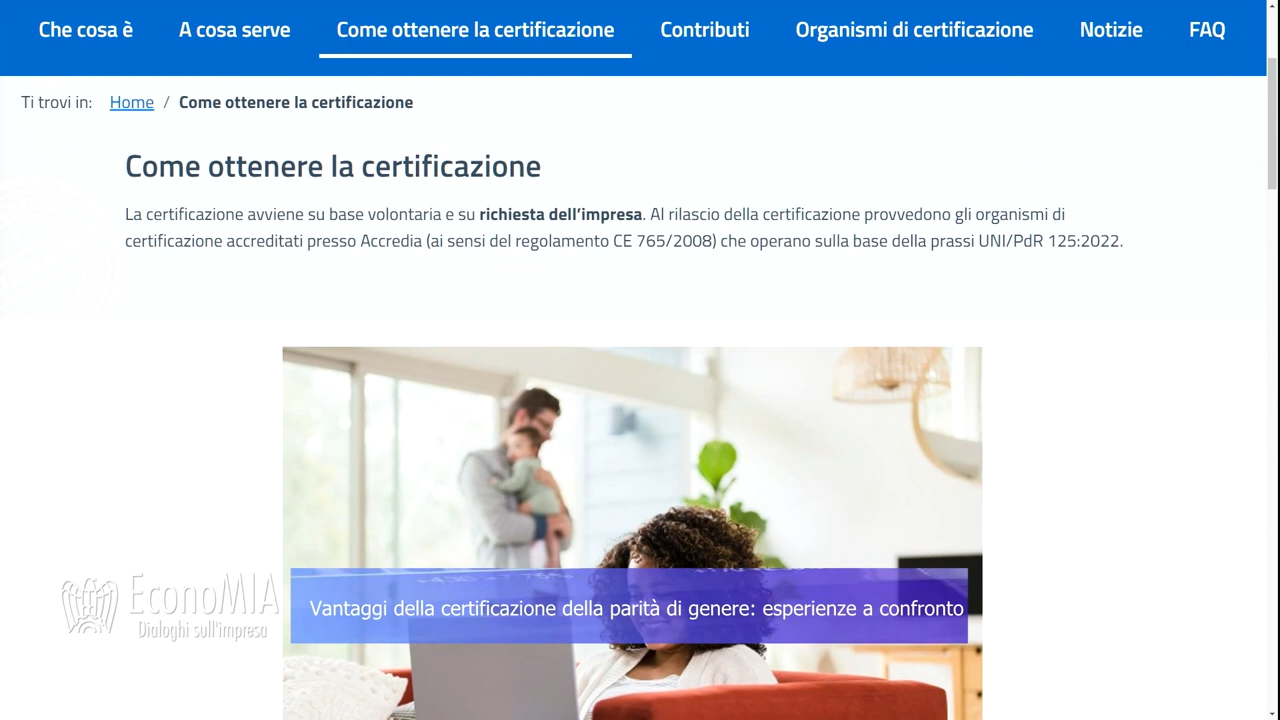 Che cosa è A cosa serve Come ottenere la certificazione Contributi Organismi di certificazione Notizie FAQ
Ti trovi in: Home / Come ottenere la certificazione
Come ottenere la certificazione
La certificazione avviene su base volontaria e su richiesta dell’impresa. Al rilascio della certificazione provvedono gli organismi di
certificazione accreditati presso Accredia (ai sensi del regolamento CE 765/2008) che operano sulla base della prassi UNI/PdR 125:2022.
EconoMIA
Dialoghi sull'impresa
Vantaggi della certificazione della parità di genere: esperienze a confronto